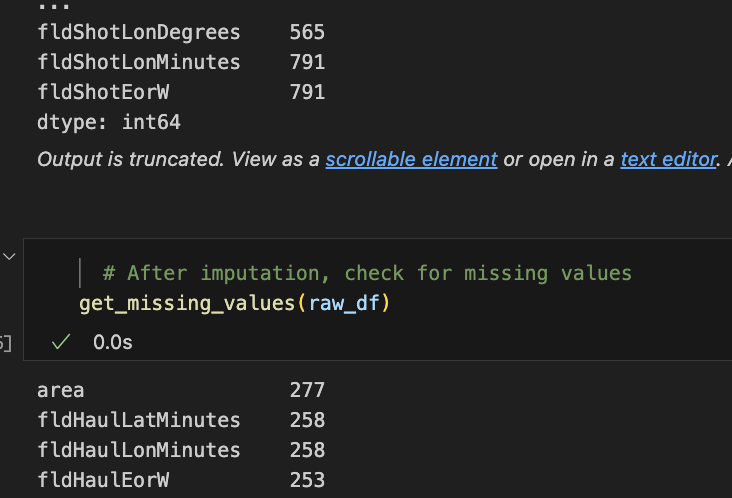 ...
fldShotLonDegrees 565
fldShotLonMinutes 791
fldShotEorW 791
dtype: int64
Output is truncated. View as a scrollable element or open in a text editor.
# After imputation, check for missing values
get_missing_values(raw_df)
0.0s
area 277
fldHaulLatMinutes 258
fldHaulLonMinutes 258
fldHaulEorW 253